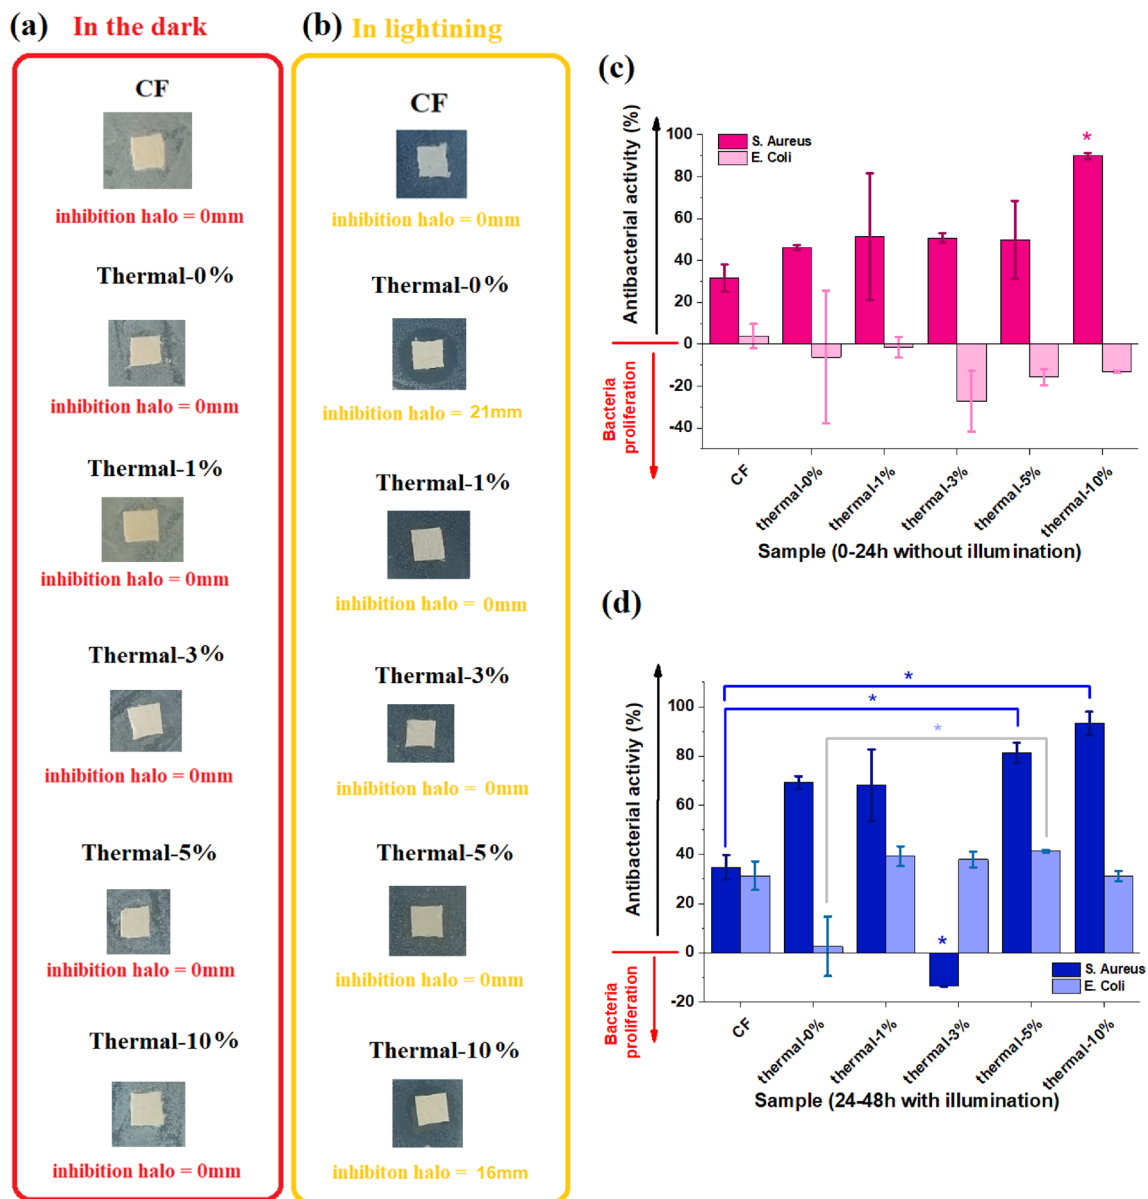 (a) In the dark
CF
inhibition halo = 0mm
Thermal-0%
inhibition halo = 0mm
Thermal-1%
inhibition halo = 0mm
Thermal-3%
inhibition halo = 0mm
Thermal-5%
inhibition halo = 0mm
Thermal-10%
inhibition halo = 0mm
(b) In lightining
CF
inhibition halo = 0mm
Thermal-0%
inhibition halo = 21mm
Thermal-1%
inhibition halo = 0mm
Thermal-3%
inhibition halo = 0mm
Thermal-5%
inhibition halo = 0mm
Thermal-10%
inhibiton halo = 16mm
(c)
Antibacterial activity (%)
Bacteria
proliferation
100
80
60
40
20
0
-20
-40
S. Aureus
E. Coli
*
CF
thermal-0%
thermal-1%
thermal-3%
thermal-5%
thermal-10%
Sample (0-24h without illumination)
(d)
Antibacterial activiy (%)
Bacteria
proliferation
100
80
60
40
20
0
-20
*
*
*
*
S. Aureus
E. Coli
CF
thermal-0%
thermal-1%
thermal-3%
thermal-5%
thermal-10%
Sample (24-48h with illumination)